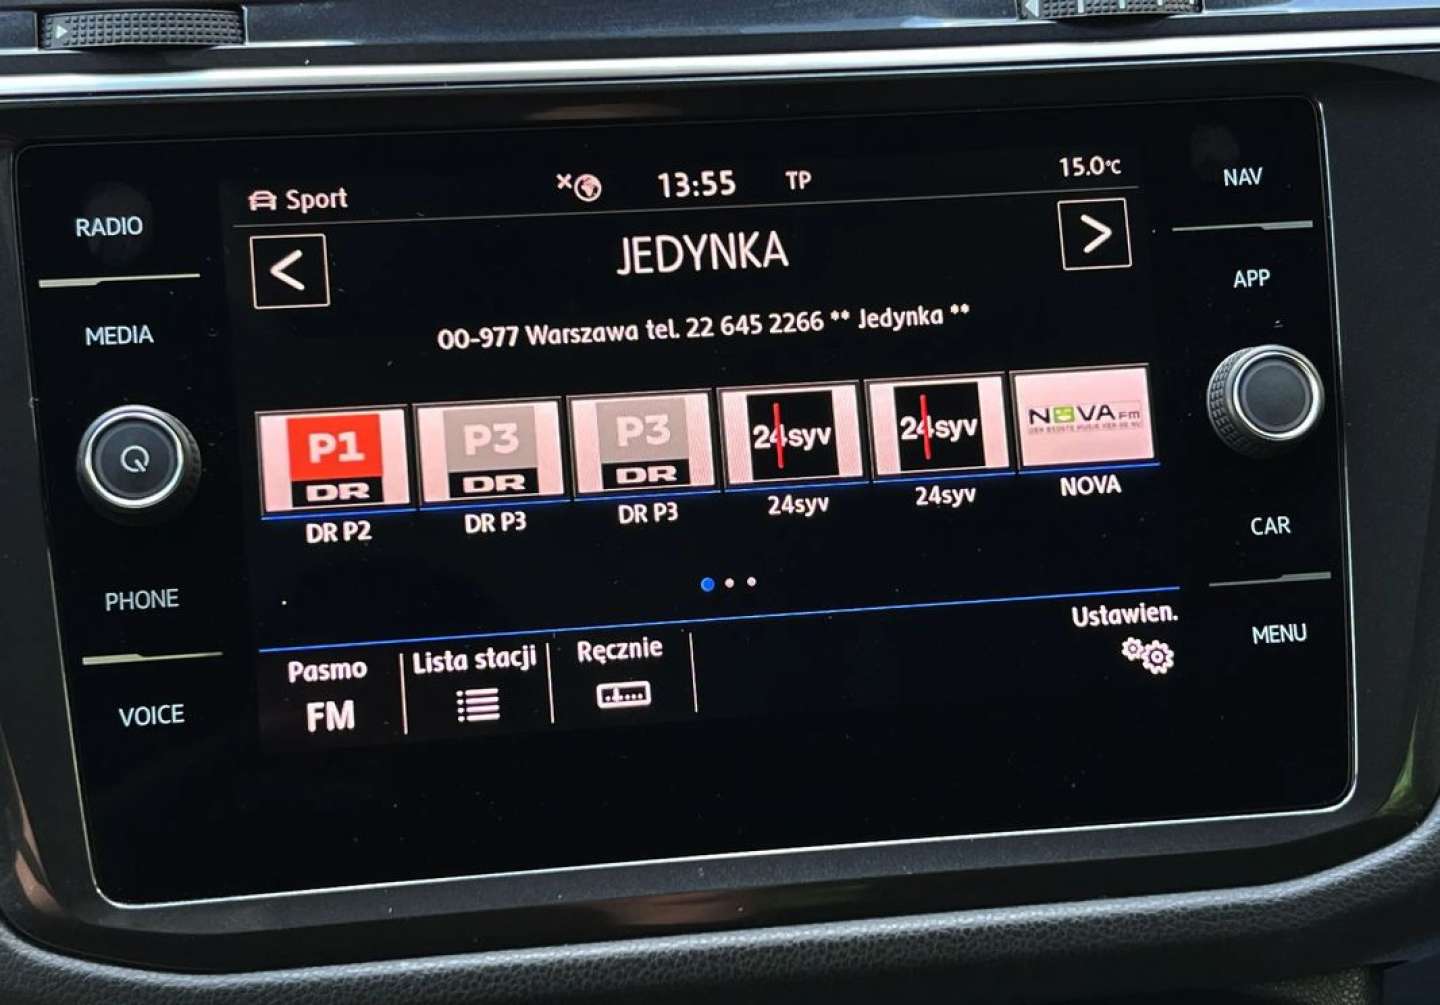 Sport
13:55
TP
15.0°C
RADIO
NAV
<
JEDYNKA
>
MEDIA
APP
00-977 Warszawa tel. 22 645 2266 ** Jedynka **
P1
DR
P3
DR
P3
DR
24syv
24syv
NOVA FM
DR P2
DR P3
DR P3
24syv
24syv
NOVA
CAR
PHONE
Ustawien.
MENU
Pasmo
Lista stacji
Ręcznie
FM
VOICE